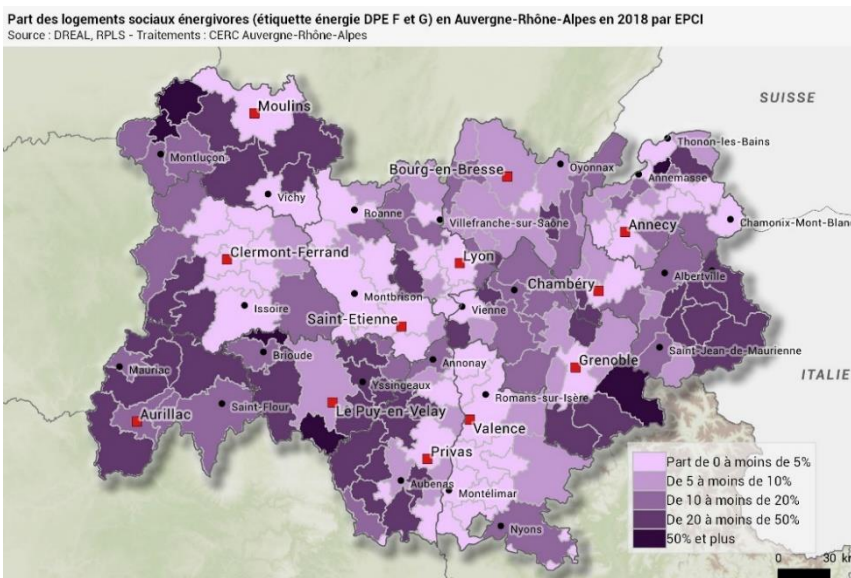 Part des logements sociaux énergivores (étiquette énergie DPE F et G) en Auvergne-Rhône-Alpes en 2018 par EPCI
Source : DREAL, RPLS - Traitements : CERC Auvergne-Rhône-Alpes
SUISSE
Moulins
Thonon-les-Bains
Montluçon
Bourg-en-Bresse
Oyonnax
Annemasse
Vichy
Roanne
Villefranche-sur-Saône
Annecy
Chamonix-Mont-Blanc
Clermont-Ferrand
Lyon
Chambéry
Albertville
Issoire
Montbrison
Vienne
Saint-Etienne
Brioude
Annonay
Grenoble
Saint-Jean-de-Maurienne
Mauriac
Yssingeaux
ITALIE
Romans-sur-Isère
Aurillac
Saint-Flour
Le Puy-en-Velay
Valence
Privas
Aubenas
Montélimar
Nyons
Part de 0 à moins de 5%
De 5 à moins de 10%
De 10 à moins de 20%
De 20 à moins de 50%
50% et plus
0 30 km